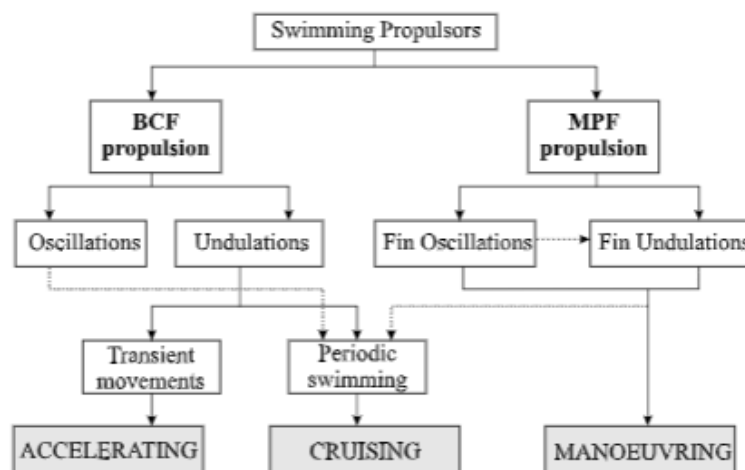 Swimming Propulsors
BCF
propulsion
MPF
propulsion
Oscillations
Undulations
Fin Oscillations
Fin Undulations
Transient
movements
Periodic
swimming
ACCELERATING
CRUISING
MANOEUVRING